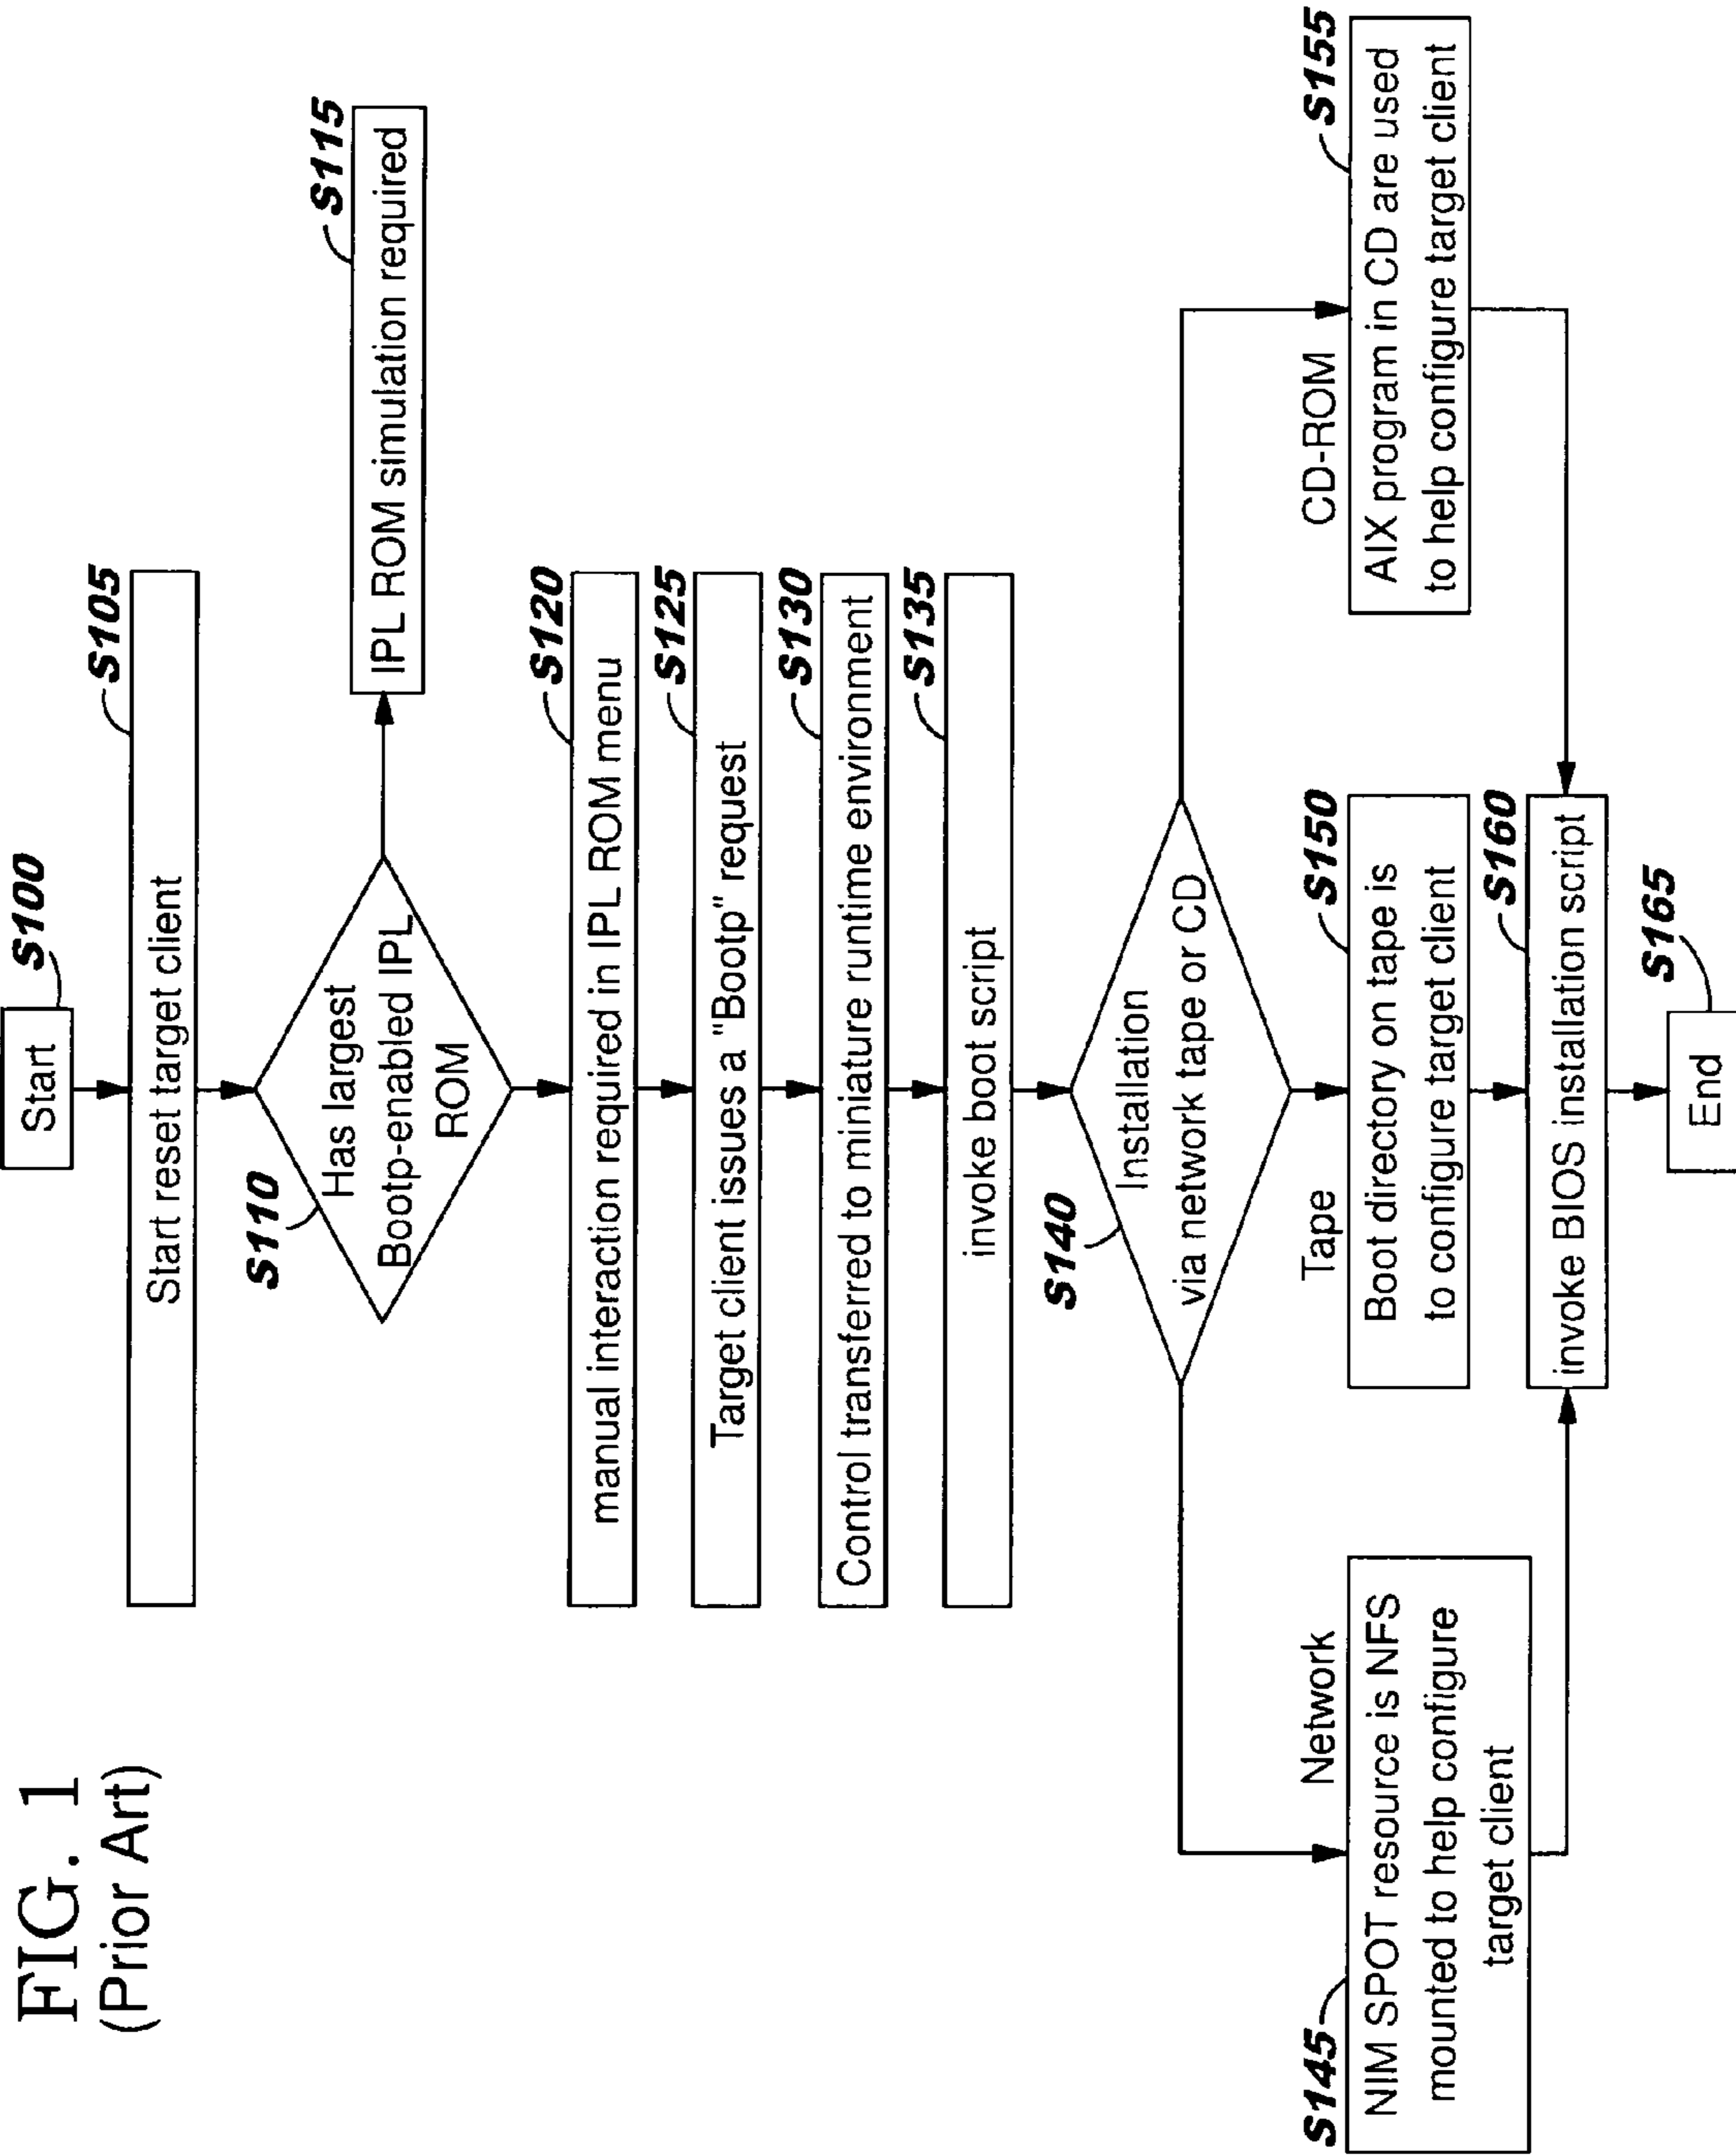 FIG. 1
(Prior Art)
Start
S100
Start reset target client
S105
S110
Has largest
Bootp-enabled IPL
ROM
IPL ROM simulation required
S115
manual interaction required in IPL ROM menu
S120
Target client issues a "Bootp" request
S125
Control transferred to miniature runtime environment
S130
invoke boot script
S135
S140
Installation
via network tape or CD
Network
S145
NIM SPOT resource is NFS
mounted to help configure
target client
Tape
S150
Boot directory on tape is
to configure target client
CD-ROM
S155
AIX program in CD are used
to help configure target client
S160
invoke BIOS installation script
S165
End